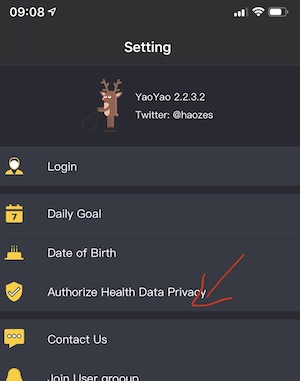 09:08
Setting
YaoYao 2.2.3.2
Twitter: @haozes
Login
7
Daily Goal
Date of Birth
Authorize Health Data Privacy
Contact Us
Join User grooup